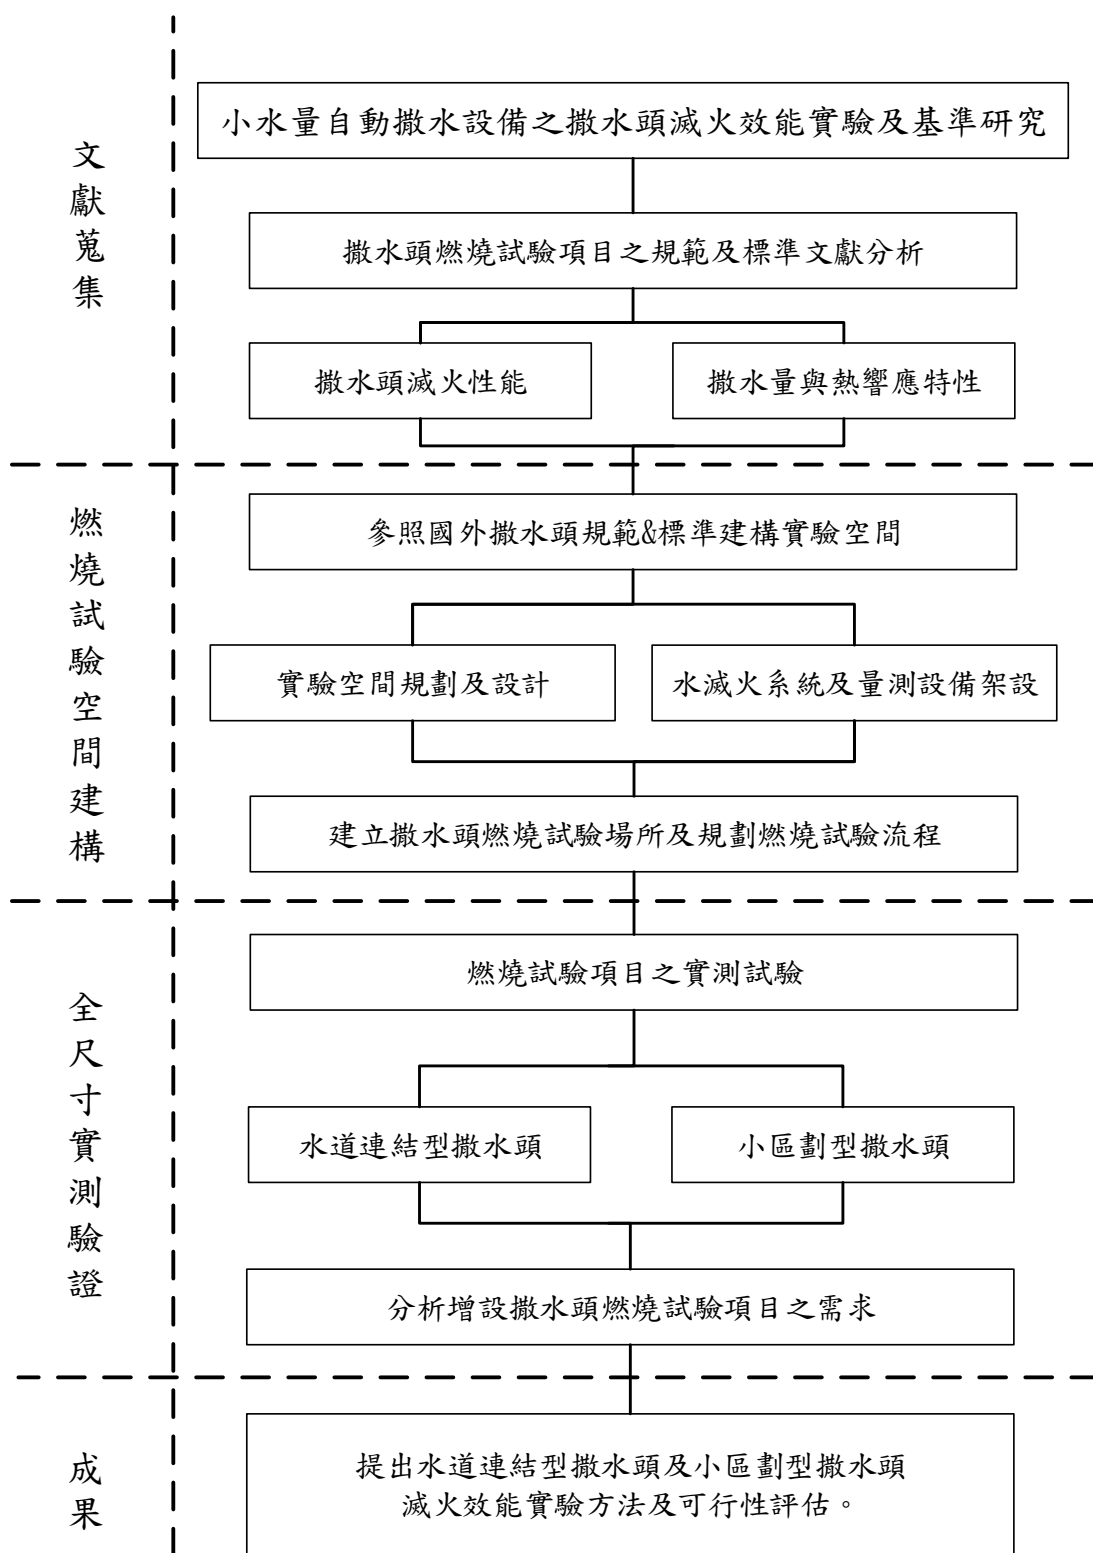 文獻蒐集
小水量自動撒水設備之撒水頭滅火效能實驗及基準研究
撒水頭燃燒試驗項目之規範及標準文獻分析
撒水頭滅火性能
撒水量與熱響應特性
燃燒試驗空間建構
參照國外撒水頭規範&標準建構實驗空間
實驗空間規劃及設計
水滅火系統及量測設備架設
建立撒水頭燃燒試驗場所及規劃燃燒試驗流程
全尺寸實測驗證
燃燒試驗項目之實測試驗
水道連結型撒水頭
小區劃型撒水頭
分析增設撒水頭燃燒試驗項目之需求
成果
提出水道連結型撒水頭及小區劃型撒水頭
滅火效能實驗方法及可行性評估。